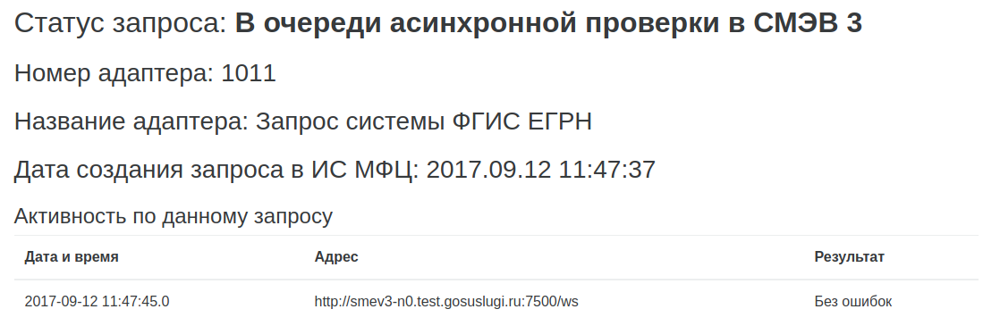 Статус запроса: В очереди асинхронной проверки в СМЭВ 3
Номер адаптера: 1011
Название адаптера: Запрос системы ФГИС ЕГРН
Дата создания запроса в ИС МФЦ: 2017.09.12 11:47:37
Активность по данному запросу
Дата и время Адрес Результат
2017-09-12 11:47:45.0 http://smev3-n0.test.gosuslugi.ru:7500/ws Без ошибок